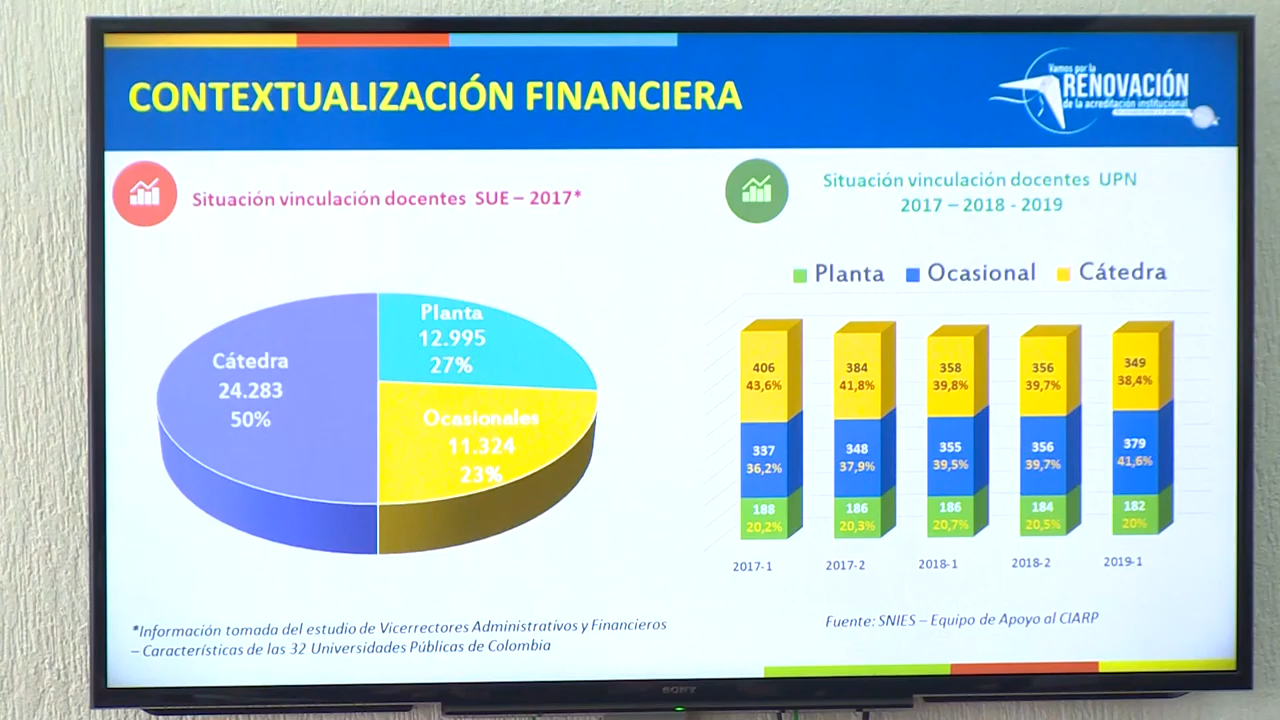 CONTEXTUALIZACIÓN FINANCIERA
Vamos por la
RENOVACIÓN
de la acreditación institucional
Situación vinculación docentes SUE – 2017*
Cátedra
24.283
50%
Planta
12.995
27%
Ocasionales
11.324
23%
*Información tomada del estudio de Vicerrectores Administrativos y Financieros
– Características de las 32 Universidades Públicas de Colombia
Situación vinculación docentes UPN
2017 – 2018 - 2019
Planta Ocasional Cátedra
406 384 358 356 349
43,6% 41,8% 39,8% 39,7% 38,4%
337 348 355 356 379
36,2% 37,9% 39,5% 39,7% 41,6%
188 186 186 184 182
20,2% 20,3% 20,7% 20,5% 20%
2017-1 2017-2 2018-1 2018-2 2019-1
Fuente: SNIES – Equipo de Apoyo al CIARP
SONY